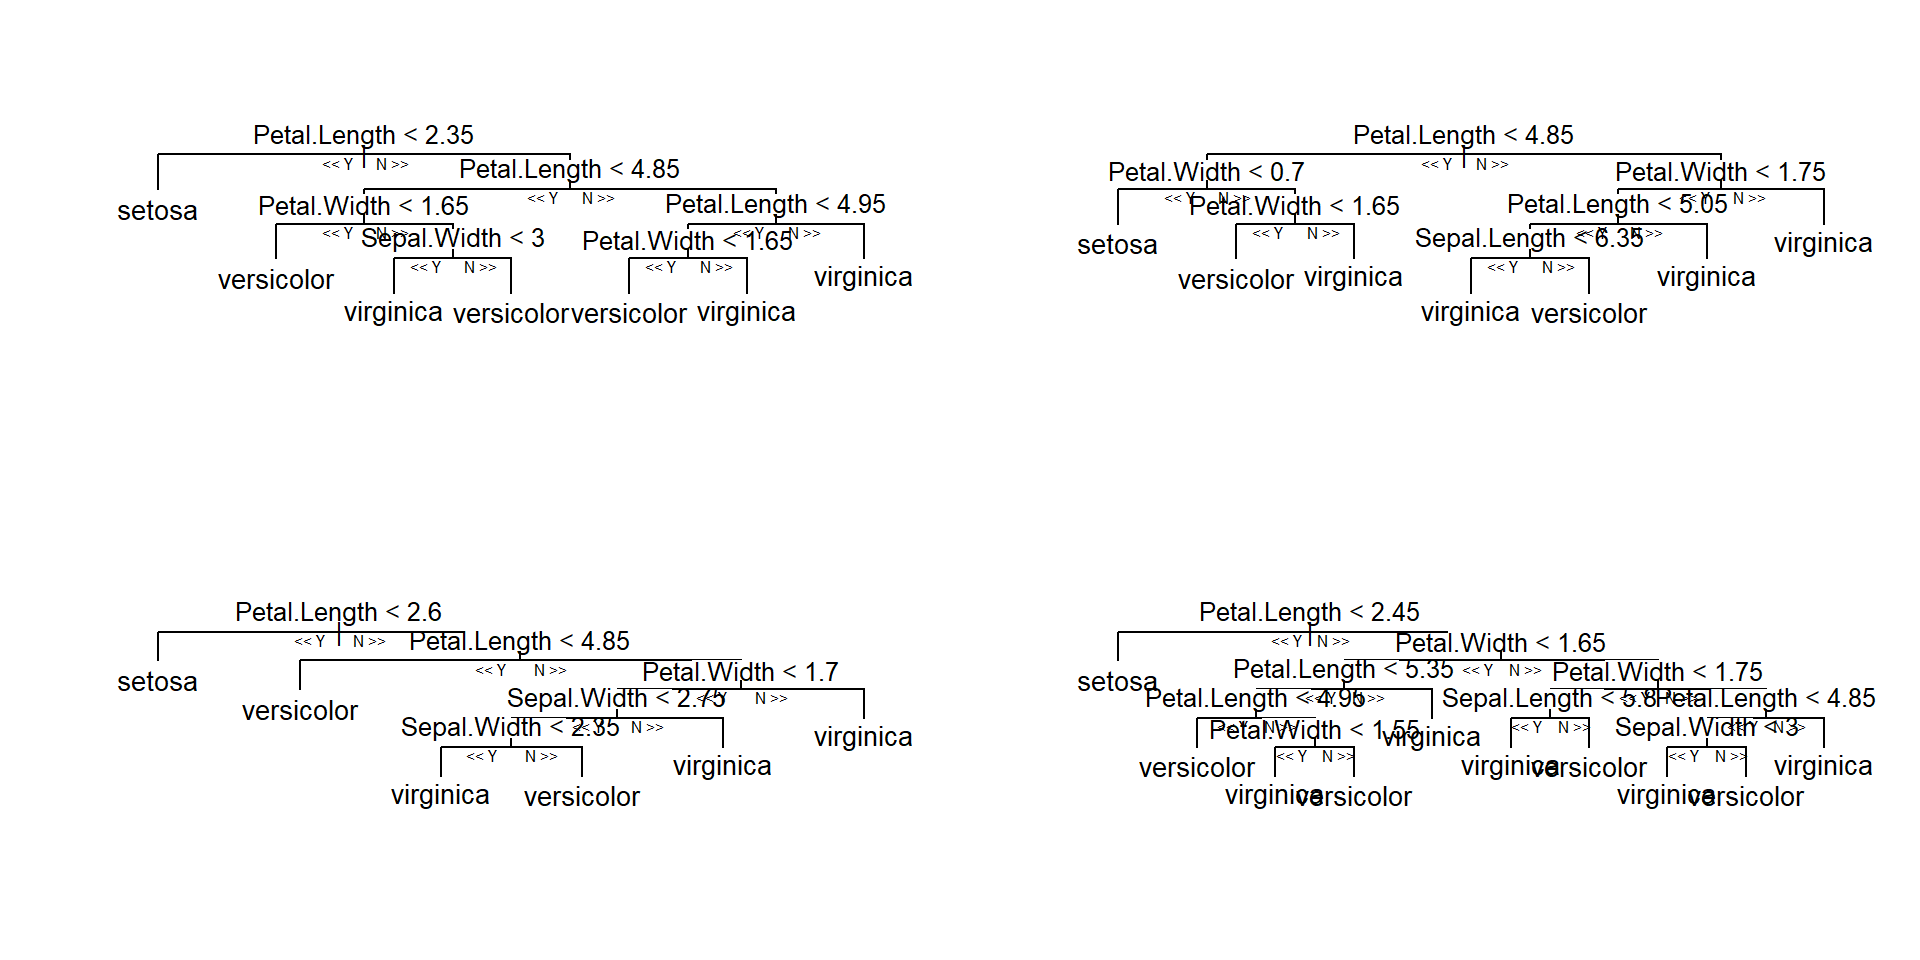 Petal.Length < 2.35
<< Y N >>
Petal.Length < 4.85
<< Y N >>
setosa
Petal.Width < 1.65
<< Y N >>
Petal.Length < 4.95
<< Y N >>
Sepal.Width < 3
<< Y N >>
Petal.Width < 1.65
<< Y N >>
versicolor
virginica
virginica
versicolor
versicolor
virginica
Petal.Length < 4.85
<< Y N >>
Petal.Width < 0.7
<< Y N >>
Petal.Width < 1.75
<< Y N >>
Petal.Width < 1.65
<< Y N >>
Petal.Length < 5.05
<< Y N >>
setosa
Sepal.Length < 6.35
<< Y N >>
virginica
versicolor
virginica
virginica
virginica
versicolor
Petal.Length < 2.6
<< Y N >>
Petal.Length < 4.85
<< Y N >>
setosa
Petal.Width < 1.7
<< Y N >>
versicolor
Sepal.Width < 2.75
<< Y N >>
Sepal.Width < 2.35
<< Y N >>
virginica
virginica
virginica
versicolor
Petal.Length < 2.45
<< Y N >>
Petal.Width < 1.65
<< Y N >>
setosa
Petal.Length < 5.35
<< Y N >>
Petal.Width < 1.75
<< Y N >>
Petal.Length < 4.95
<< Y N >>
Sepal.Length < 5.8
<< Y N >>
Petal.Length < 4.85
<< Y N >>
Petal.Width < 1.55
<< Y N >>
virginica
Sepal.Width < 3
<< Y N >>
versicolor
virginica
versicolor
virginica
virginica
versicolor
virginica
versicolor